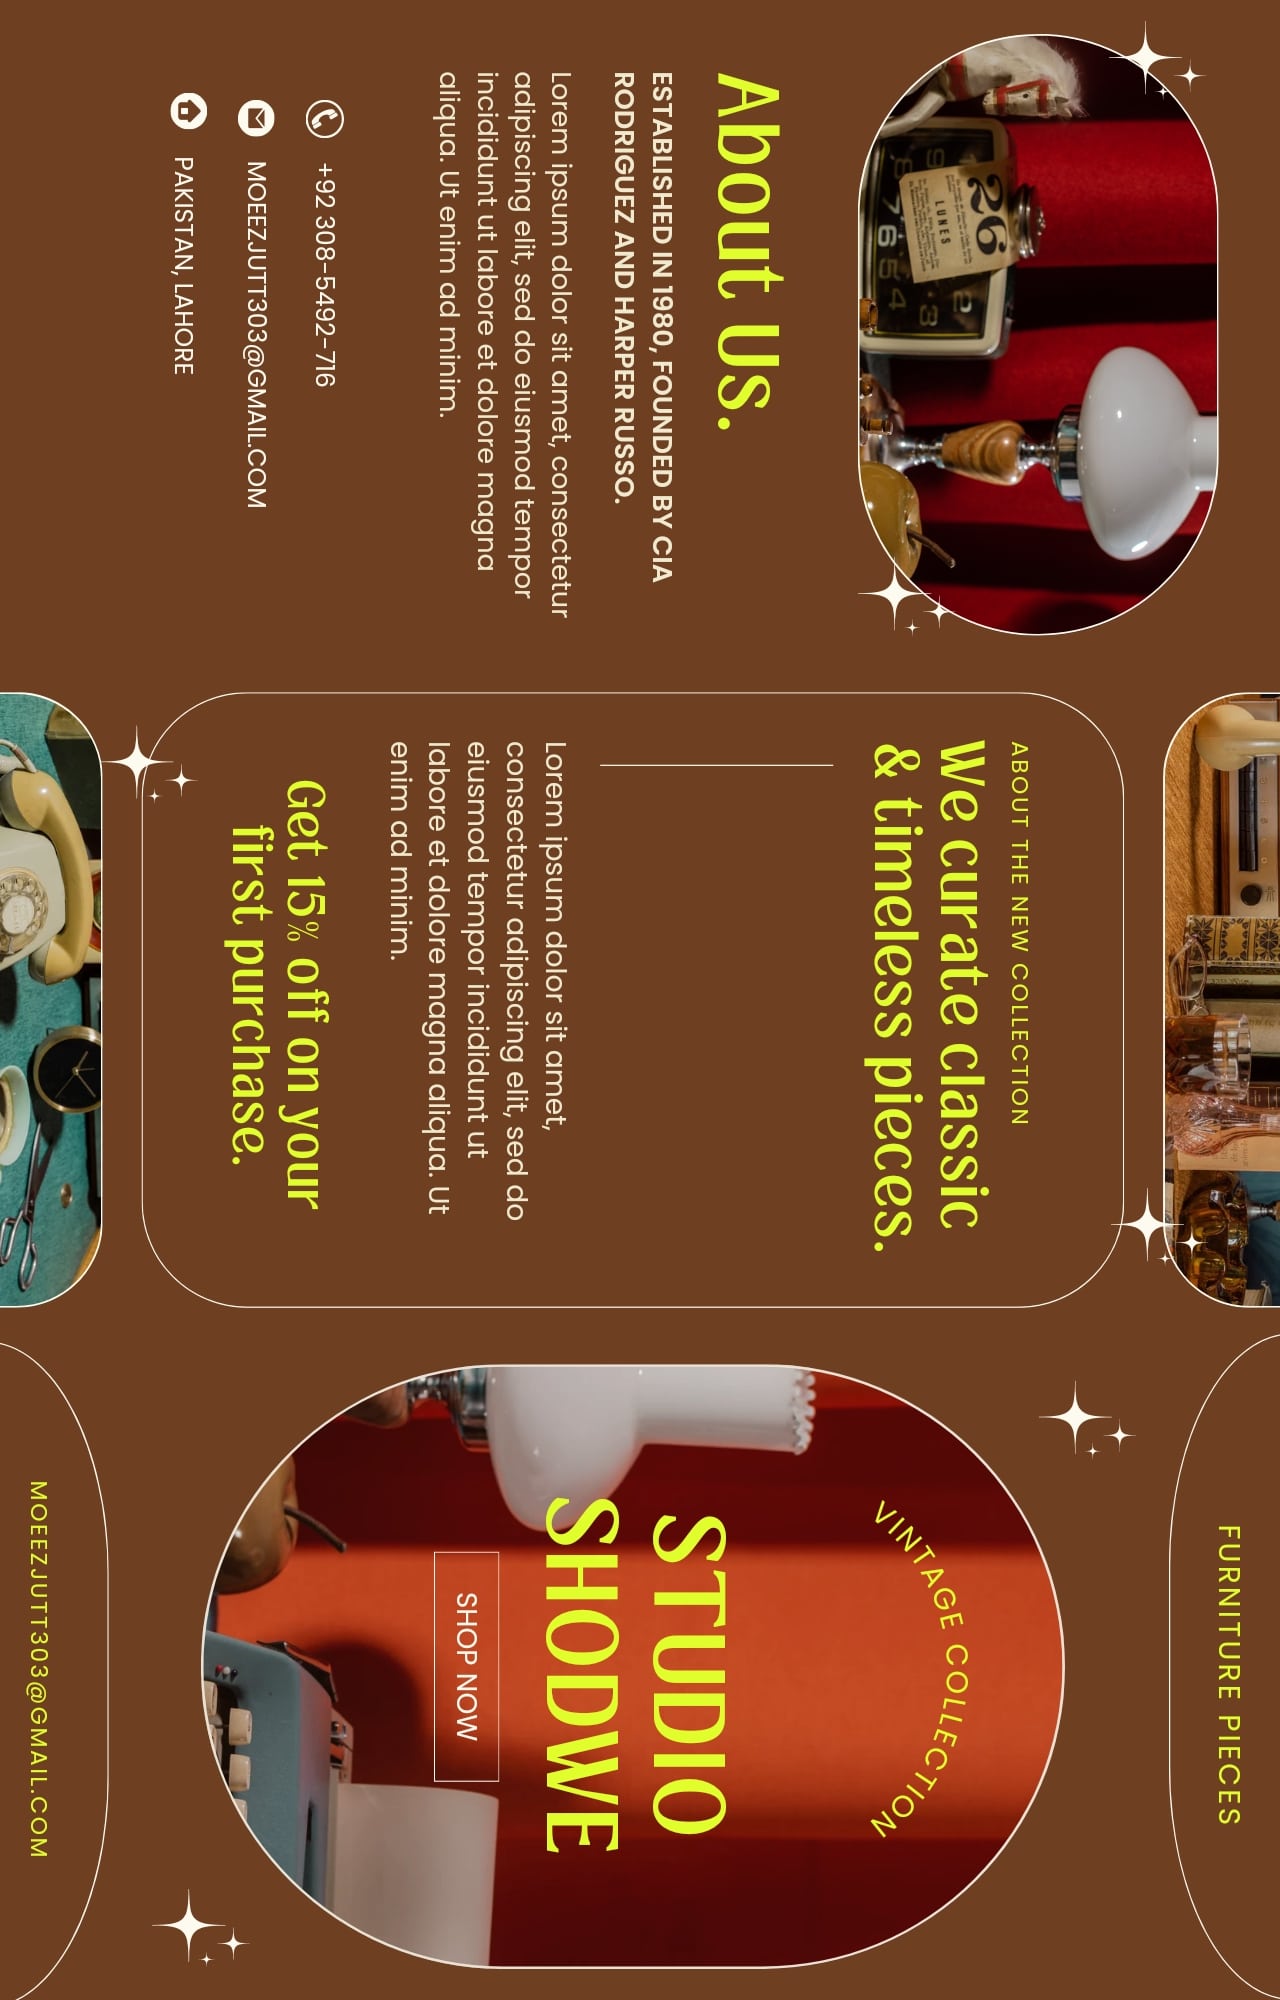 26
LUNES
About Us.
ESTABLISHED IN 1980, FOUNDED BY CIA
RODRIGUEZ AND HARPER RUSSO.
Lorem ipsum dolor sit amet, consectetur
adipiscing elit, sed do eiusmod tempor
incididunt ut labore et dolore magna
aliqua. Ut enim ad minim.
+92 308-5492-716
MOEEZJUTT303@GMAIL.COM
PAKISTAN, LAHORE
ABOUT THE NEW COLLECTION
We curate classic
& timeless pieces.
Lorem ipsum dolor sit amet,
consectetur adipiscing elit, sed do
eiusmod tempor incididunt ut
labore et dolore magna aliqua. Ut
enim ad minim.
Get 15% off on your
first purchase.
FURNITURE PIECES
VINTAGE COLLECTION
STUDIO
SHODWE
SHOP NOW
MOEEZJUTT303@GMAIL.COM